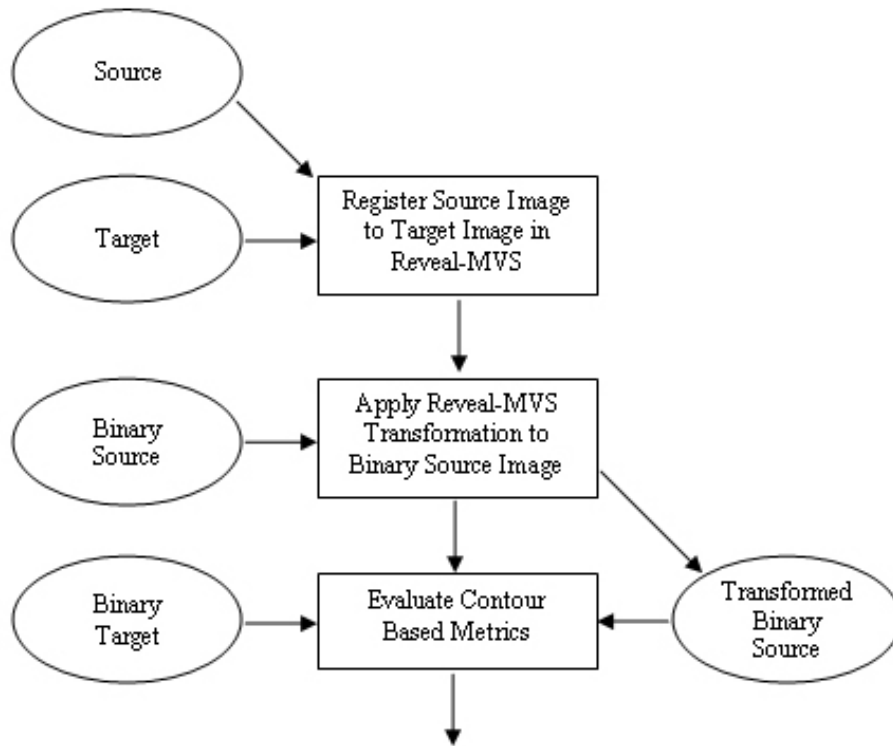 Source
Target
Register Source Image
to Target Image in
Reveal-MVS
Binary
Source
Apply Reveal-MVS
Transformation to
Binary Source Image
Binary
Target
Evaluate Contour
Based Metrics
Transformed
Binary
Source